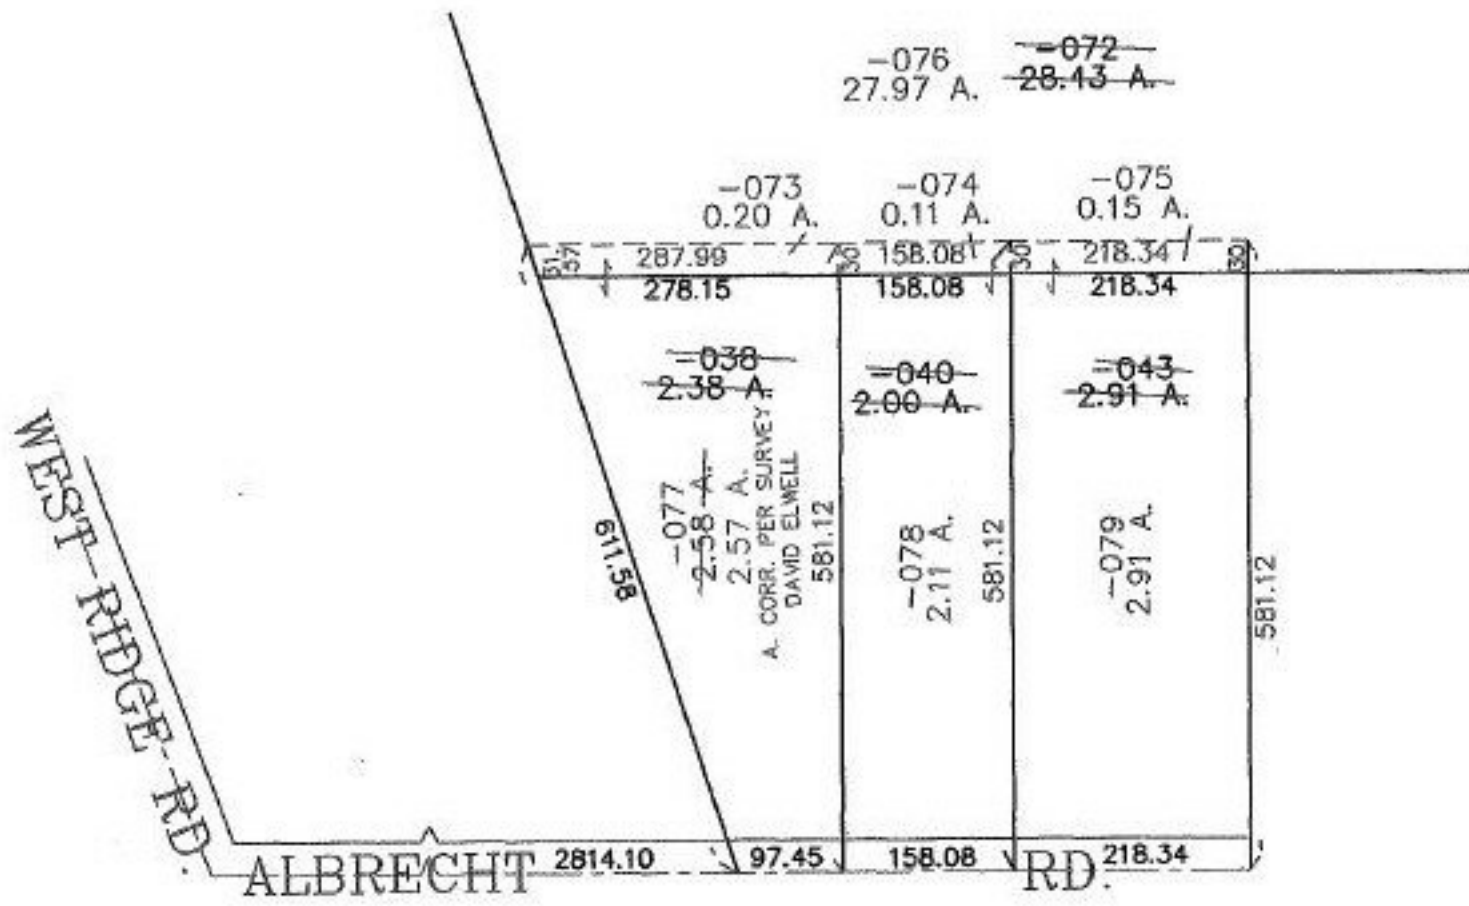 -076
27.97 A.
-072
28.43 A.
-073
0.20 A.
-074
0.11 A.
-075
0.15 A.
31.57
287.99
30
158.08
30
218.34
30
278.15
158.08
218.34
-038
2.38 A.
-040
2.00 A.
-043
2.91 A.
-077
2.58 A.
2.57 A.
A. CORR. PER SURVEY
DAVID ELWELL
611.58
581.12
-078
2.11 A.
581.12
-079
2.91 A.
581.12
WEST RIDGE RD.
ALBRECHT RD.
2814.10
97.45
158.08
218.34